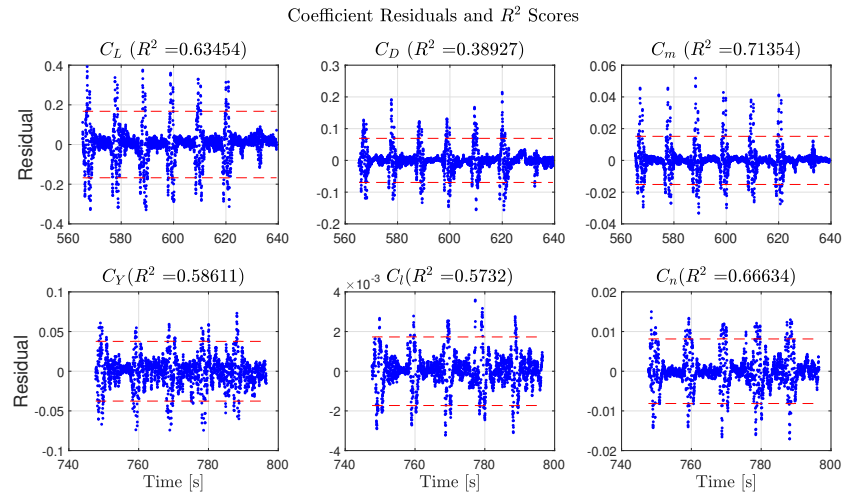 Coefficient Residuals and R² Scores
C_L (R² =0.63454)
C_D (R² =0.38927)
C_m (R² =0.71354)
Residual
0.4
0.2
0
-0.2
-0.4
560 580 600 620 640
0.3
0.2
0.1
0
-0.1
-0.2
560 580 600 620 640
0.06
0.04
0.02
0
-0.02
-0.04
560 580 600 620 640
C_Y(R² =0.58611)
C_l(R² =0.5732)
C_n(R² =0.66634)
Residual
0.1
0.05
0
-0.05
-0.1
740 760 780 800
Time [s]
× 10⁻³
4
2
0
-2
-4
740 760 780 800
Time [s]
0.02
0.01
0
-0.01
-0.02
740 760 780 800
Time [s]